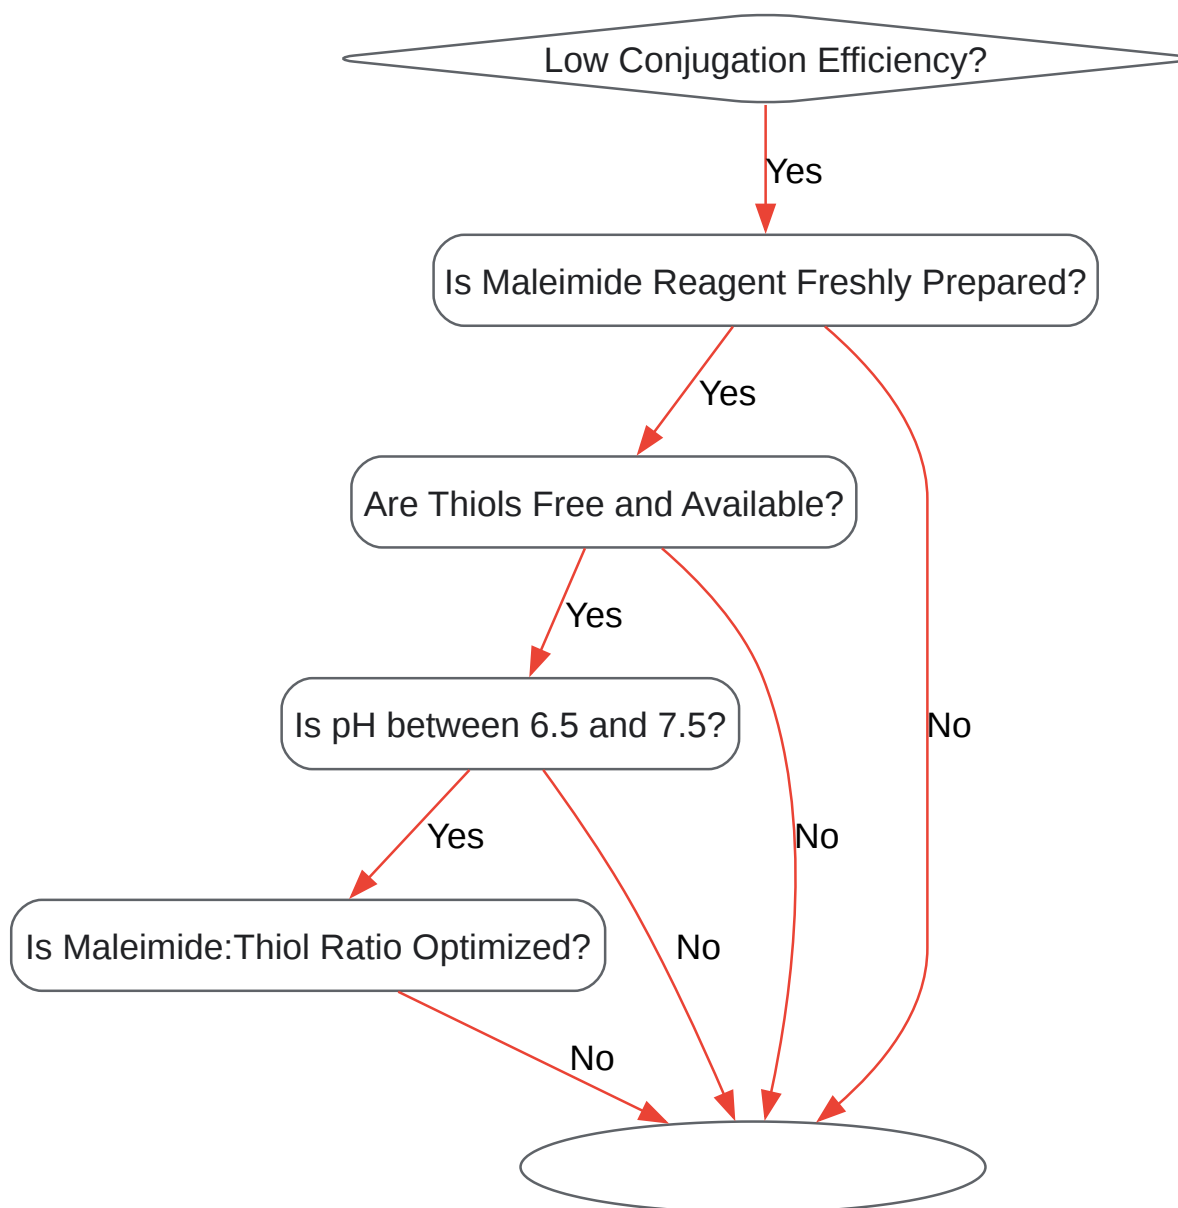 Low Conjugation Efficiency?
Yes
Is Maleimide Reagent Freshly Prepared?
Yes
Are Thiols Free and Available?
Yes
Is pH between 6.5 and 7.5?
No
Yes
No
Is Maleimide:Thiol Ratio Optimized?
No
No